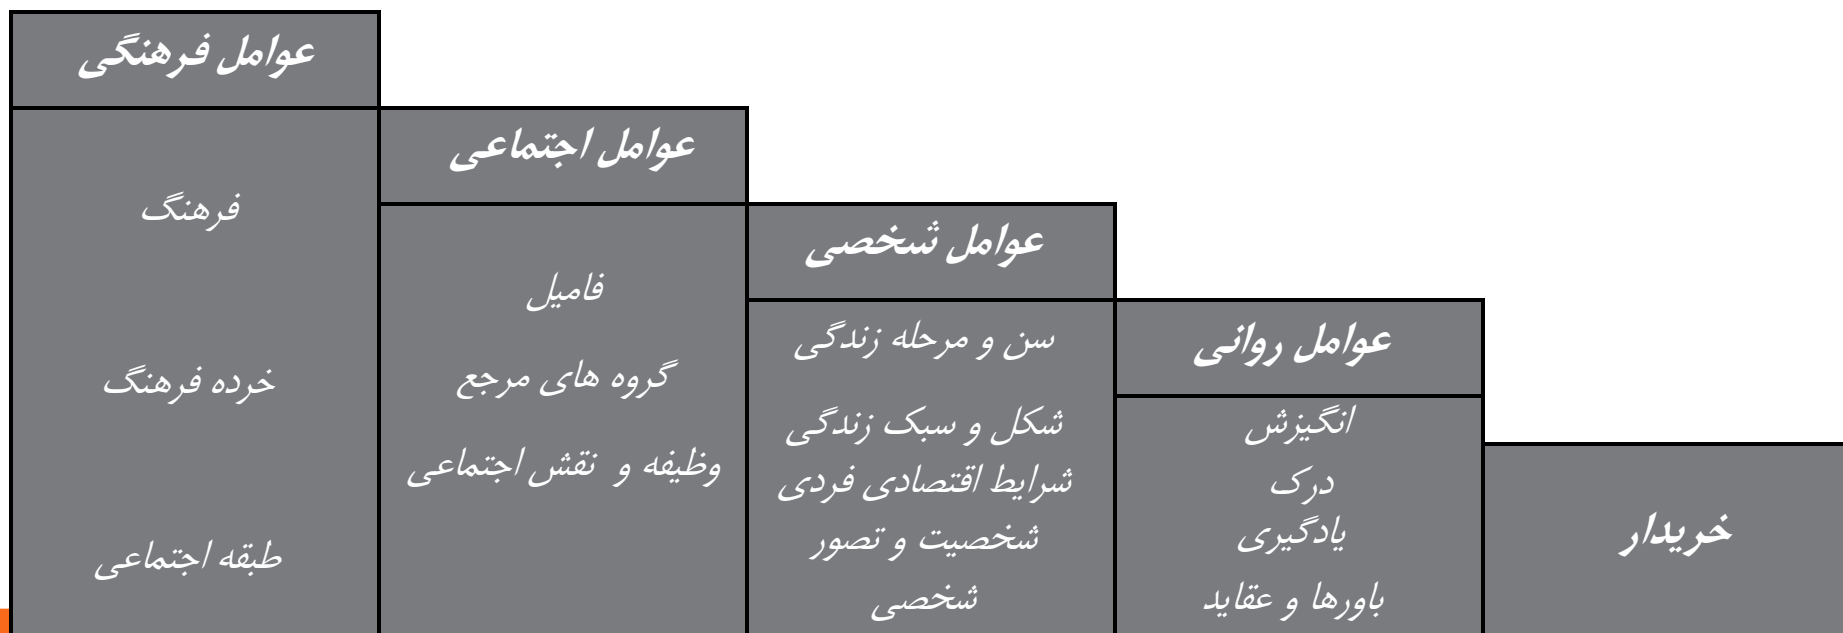 عوامل فرهنگی
فرهنگ
خرده فرهنگ
طبقه اجتماعی
عوامل اجتماعی
فامیل
گروه های مرجع
وظیفه و نقش اجتماعی
عوامل شخصی
سن و مرحله زندگی
شکل و سبک زندگی
شرایط اقتصادی فردی
شخصیت و تصور
شخصی
عوامل روانی
انگیزش
درک
یادگیری
باورها و عقاید
خریدار